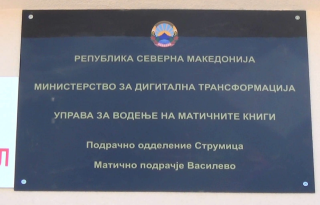 РЕПУБЛИКА СЕВЕРНА МАКЕДОНИЈА
МИНИСТЕРСТВО ЗА ДИГИТАЛНА ТРАНСФОРМАЦИЈА
УПРАВА ЗА ВОДЕЊЕ НА МАТИЧНИТЕ КНИГИ
Подрачно одделение Струмица
Матично подрачје Василево